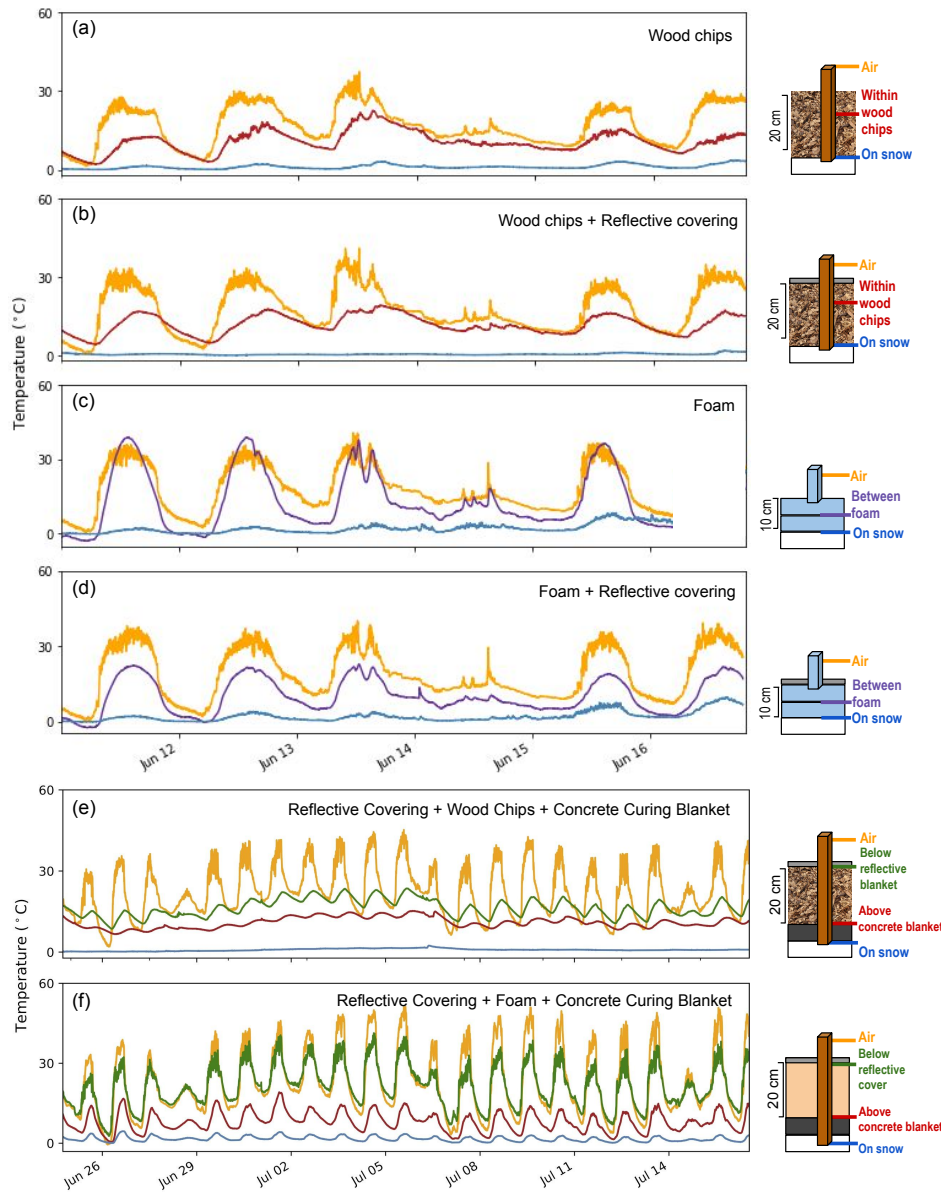 (a)
Wood chips
60
30
0
Air
Within
wood
chips
On snow
20 cm
(b)
Wood chips + Reflective covering
60
30
0
Air
Within
wood
chips
On snow
20 cm
Temperature (°C)
(c)
Foam
60
30
0
Air
Between
foam
On snow
10 cm
(d)
Foam + Reflective covering
60
30
0
Air
Between
foam
On snow
10 cm
Jun 12
Jun 13
Jun 14
Jun 15
Jun 16
(e)
Reflective Covering + Wood Chips + Concrete Curing Blanket
60
30
0
Air
Below
reflective
blanket
Above
concrete blanket
On snow
20 cm
Temperature (°C)
(f)
Reflective Covering + Foam + Concrete Curing Blanket
60
30
0
Air
Below
reflective
cover
Above
concrete blanket
On snow
20 cm
Jun 26
Jun 29
Jul 02
Jul 05
Jul 08
Jul 11
Jul 14